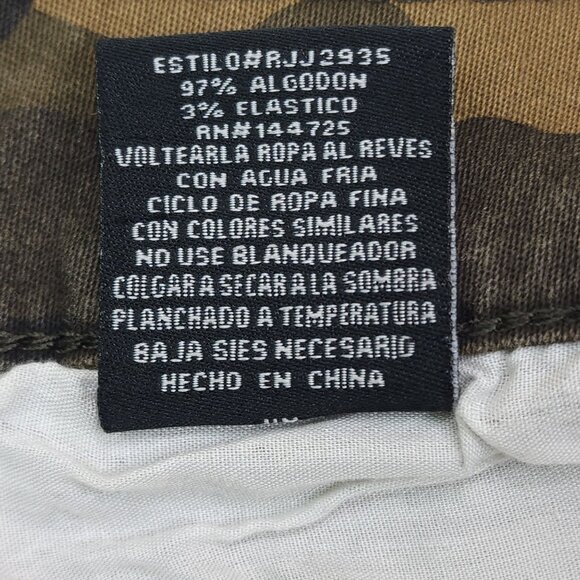 ESTILO#RJJ2935
97% ALGODON
3% ELASTICO
RN#144725
VOLTEARLA ROPA AL REVES
CON AGUA FRIA
CICLO DE ROPA FINA
CON COLORES SIMILARES
NO USE BLANQUEADOR
COLGAR A SECAR A LA SOMBRA
PLANCHADO A TEMPERATURA
BAJA SIES NECESARIO
HECHO EN CHINA